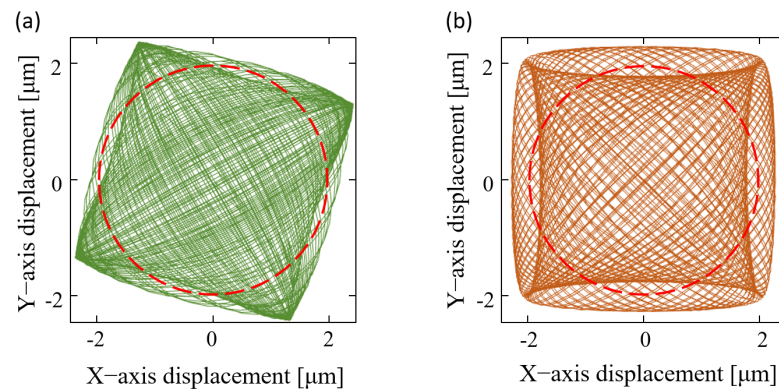 (a)
(b)
Y−axis displacement [μm]
2
0
-2
-2
0
2
X−axis displacement [μm]
Y−axis displacement [μm]
2
0
-2
-2
0
2
X−axis displacement [μm]